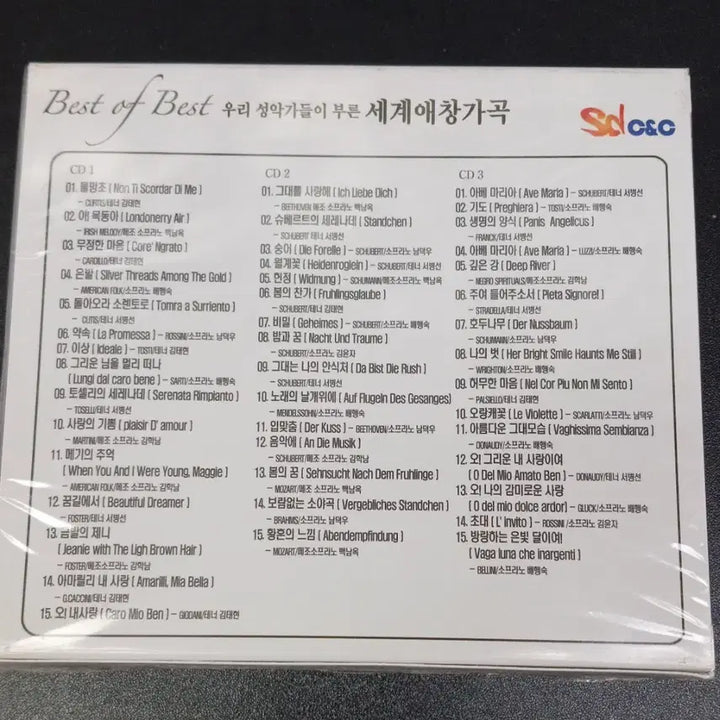 Best of Best 우리 성악가들이 부른 세계애창가곡
Sd C&C
CD 1
01. 물망초 ( Non Ti Scordar Di Me )
– CURTIS/테너 김태현
02. 아! 목동아 ( Londonerry Air )
– IRISH MELODY/메조 소프라노 백남옥
03. 무정한 마음 ( Core' Ngrato )
– CARDILLO/테너 김태현
04. 은발 ( Silver Threads Among The Gold )
– AMERICAN FOLK/소프라노 배행숙
05. 돌아오라 소렌토로 ( Tomra a Surriento )
– CUTIS/테너 서병선
06. 약속 ( La Promessa ) – ROSSINI/소프라노 남덕우
07. 이상 ( Ideale ) – TOSTI/테너 김태현
08. 그리운 님을 멀리 떠나
( Lungi dal caro bene ) – SARTI/소프라노 배행숙
09. 토셀리의 세레나데 ( Serenata Rimpianto )
– TOSELLI/테너 서병선
10. 사랑의 기쁨 ( plaisir D' amour )
– MARTINI/메조 소프라노 김학남
11. 메기의 추억
( When You And I Were Young, Maggie )
– AMERICAN FOLK/메조 소프라노 김학남
12. 꿈길에서 ( Beautiful Dreamer )
– FOSTER/테너 서병선
13. 금발의 제니
( Jeanie with The Ligh Brown Hair )
– FOSTER/메조 소프라노 김학남
14. 아마릴리 내 사랑 ( Amarilli, Mia Bella )
– G.CACCINI/테너 김태현
15. 오! 내사랑 ( Caro Mio Ben ) – GIODANI/테너 김태현
CD 2
01. 그대를 사랑해 ( Ich Liebe Dich )
– BEETHOVEN/메조 소프라노 백남옥
02. 슈베르트의 세레나데 ( Standchen )
– SCHUBERT 테너 서병선
03. 숭어 ( Die Forelle ) – SCHUBERT/소프라노 남덕우
04. 월계꽃 ( Heidenroglein ) – SCHUBERT/테너 서병선
05. 헌정 ( Widmung ) – SCHUMANN/메조소프라노 백남옥
06. 봄의 찬가 ( Fruhlingsglaube )
– SCHUBERT/테너 김태현
07. 비밀 ( Geheimes ) – SCHUBERT/소프라노 배행숙
08. 밤과 꿈 ( Nacht Und Traume )
– SCHUBERT/소프라노 김윤자
09. 그대는 나의 안식처 ( Da Bist Die Rush )
– SCHUBERT/테너 서병선
10. 노래의 날개위에 ( Auf Flugeln Des Gesanges )
– MENDELSSOHN/소프라노 배행숙
11. 입맞춤 ( Der Kuss ) – BEETHOVEN/소프라노 남덕우
12. 음악에 ( An Die Musik )
– SCHUBERT/메조 소프라노 김학남
13. 봄의 꿈 ( Sehnsucht Nach Dem Fruhlinge )
– MOZART/메조 소프라노 백남옥
14. 보람없는 소야곡 ( Vergebliches Standchen )
– BRAHMS/소프라노 남덕우
15. 황혼의 느낌 ( Abendempfindung )
– MOZART/메조소프라노 백남옥
CD 3
01. 아베 마리아 ( Ave Maria ) – SCHUBERT/테너 서병선
02. 기도 ( Preghiera ) – TOSTI/소프라노 배행숙
03. 생명의 양식 ( Panis Angelicus )
– FRANCK/테너 서병선
04. 아베 마리아 ( Ave Maria ) – LUZZI/소프라노 배행숙
05. 깊은 강 ( Deep River )
– NEGRO SPIRITUALS/메조 소프라노 김학남
06. 주여 들어주소서 ( Pieta Signore! )
– STRADELLA/테너 서병선
07. 호두나무 ( Der Nussbaum )
– SCHUMANN/소프라노 남덕우
08. 나의 벗 ( Her Bright Smile Haunts Me Still )
– WRIGHTON/소프라노 배행숙
09. 허무한 마음 ( Nel Cor Piu Non Mi Sento )
– PALSIELLO/테너 김태현
10. 오랑캐꽃 ( Le Violette ) – SCARLATTI/소프라노 남덕우
11. 아름다운 그대모습 ( Vaghissima Sembianza )
– DONAUDY/소프라노 배행숙
12. 오! 그리운 내 사랑이여
( O Del Mio Amato Ben ) – DONAUDY/테너 서병선
13. 오! 나의 감미로운 사랑
( O del mio dolce ardor ) – GLUCK/소프라노 배행숙
14. 초대 ( L' invito ) – ROSSINI /소프라노 김윤자
15. 방랑하는 은빛 달이여!
( Vaga luna che inargenti )
– BELLINI/소프라노 배행숙